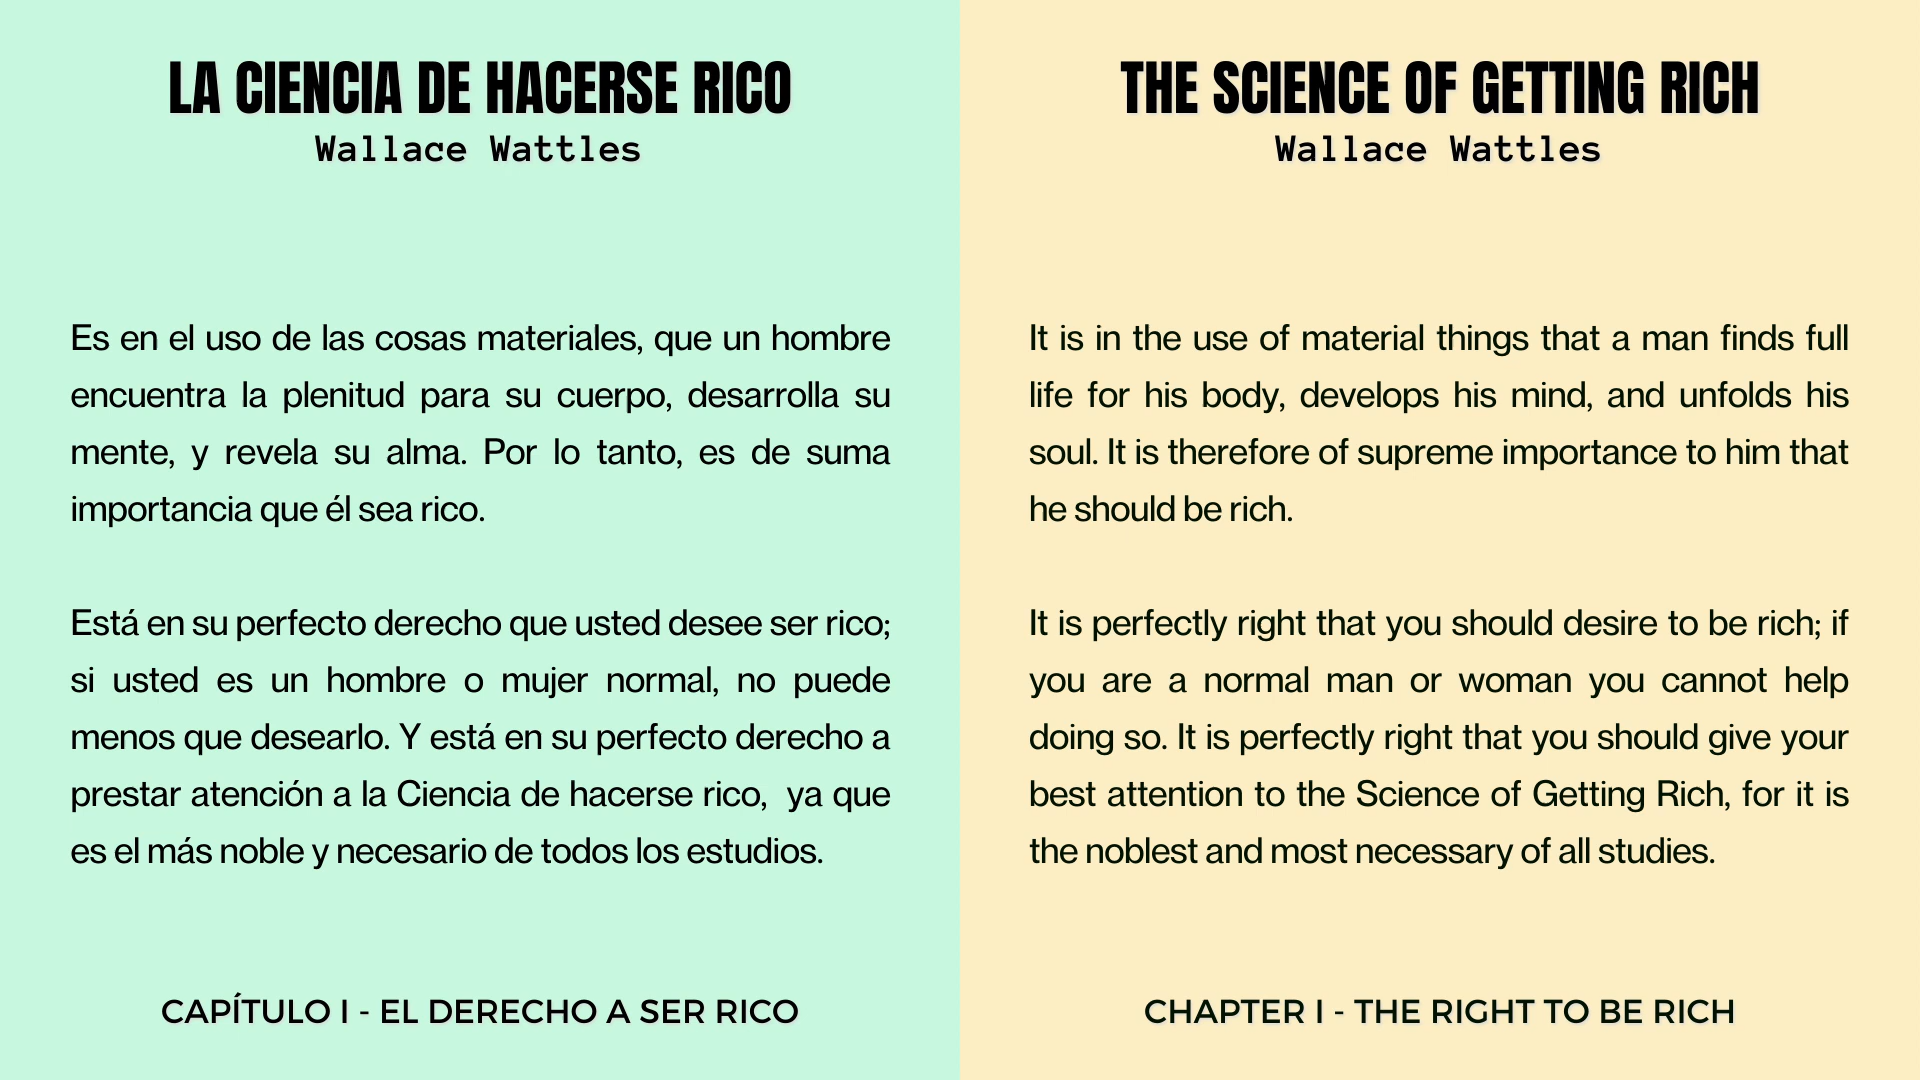 LA CIENCIA DE HACERSE RICO
Wallace Wattles
Es en el uso de las cosas materiales, que un hombre
encuentra la plenitud para su cuerpo, desarrolla su
mente, y revela su alma. Por lo tanto, es de suma
importancia que él sea rico.
Está en su perfecto derecho que usted desee ser rico;
si usted es un hombre o mujer normal, no puede
menos que desearlo. Y está en su perfecto derecho a
prestar atención a la Ciencia de hacerse rico,  ya que
es el más noble y necesario de todos los estudios.
CAPÍTULO I - EL DERECHO A SER RICO
THE SCIENCE OF GETTING RICH
Wallace Wattles
It is in the use of material things that a man finds full
life for his body, develops his mind, and unfolds his
soul. It is therefore of supreme importance to him that
he should be rich.
It is perfectly right that you should desire to be rich; if
you are a normal man or woman you cannot help
doing so. It is perfectly right that you should give your
best attention to the Science of Getting Rich, for it is
the noblest and most necessary of all studies.
CHAPTER I - THE RIGHT TO BE RICH